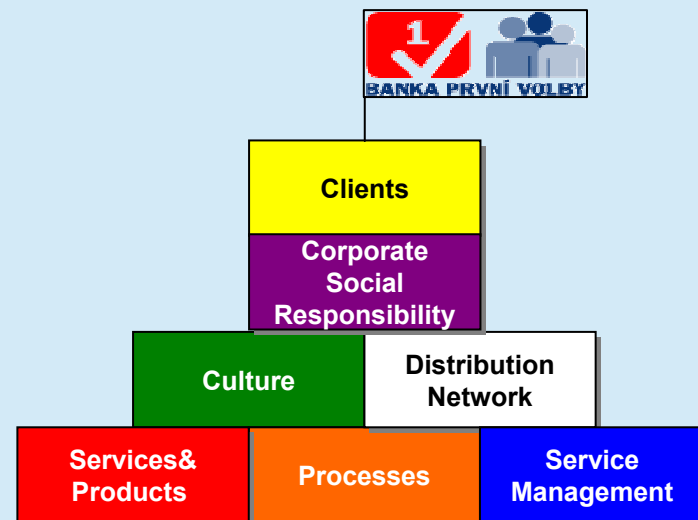 1
BANKA PRVNÍ VOLBY
Clients
Corporate
Social
Responsibility
Culture
Distribution
Network
Services&
Products
Processes
Service
Management